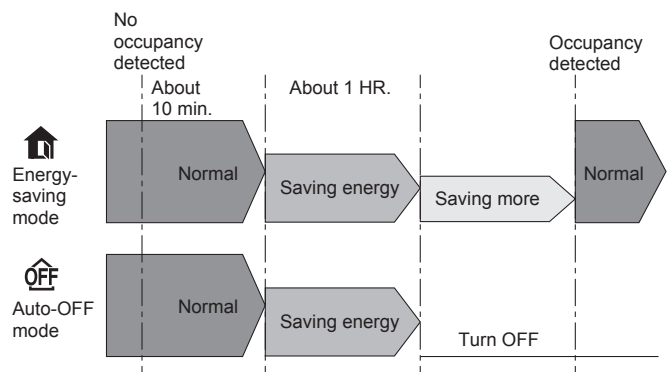 No
occupancy
detected
Occupancy
detected
About
10 min.
About 1 HR.
Energy-
saving
mode
Normal
Saving energy
Saving more
Normal
OFF
Auto-OFF
mode
Normal
Saving energy
Turn OFF